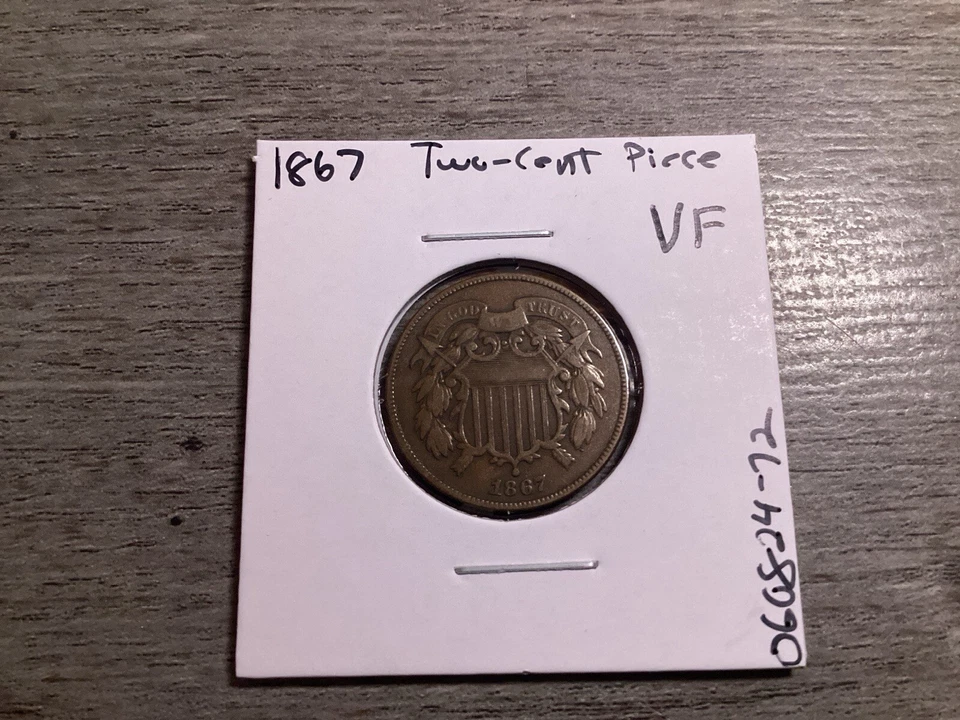 1867 Two-Cent Piece
VF
IN GOD WE TRUST
1867
060824-72